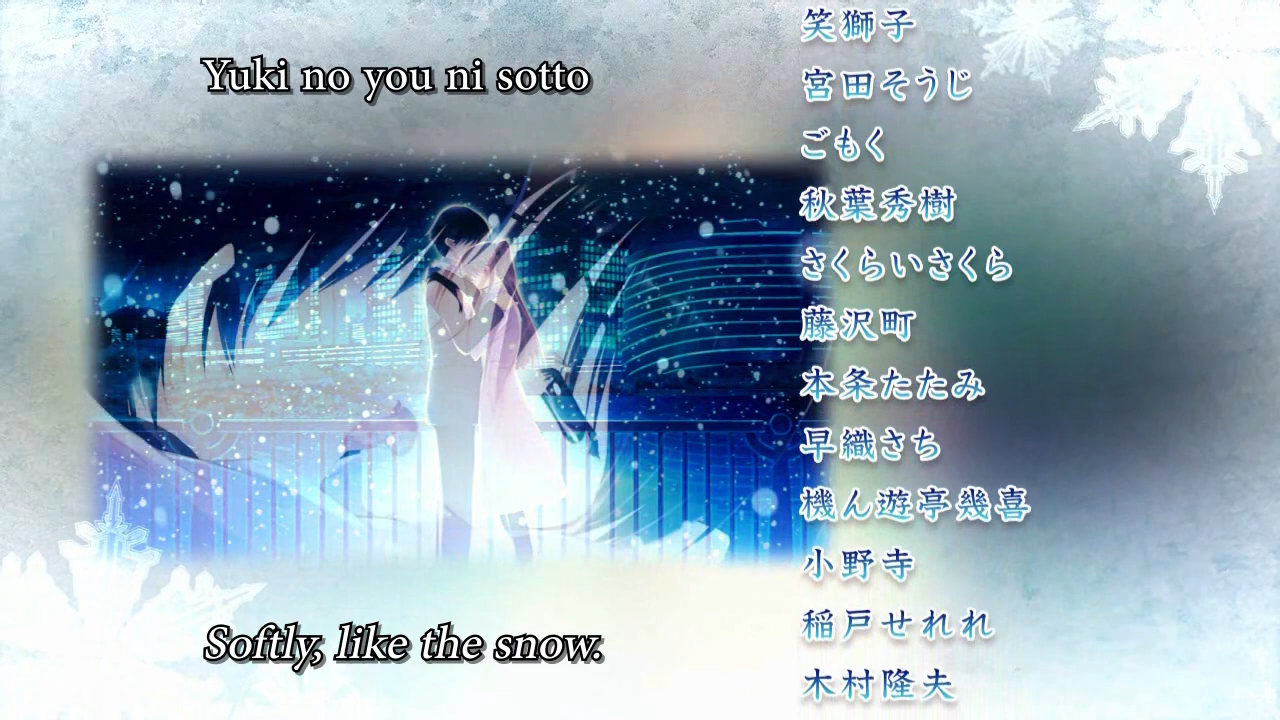 Yuki no you ni sotto
Softly, like the snow.
笑獅子
宮田そうじ
ごもく
秋葉秀樹
さくらいさくら
藤沢町
本条たたみ
早織さち
機ん遊亭幾喜
小野寺
稲戸せれれ
木村隆夫